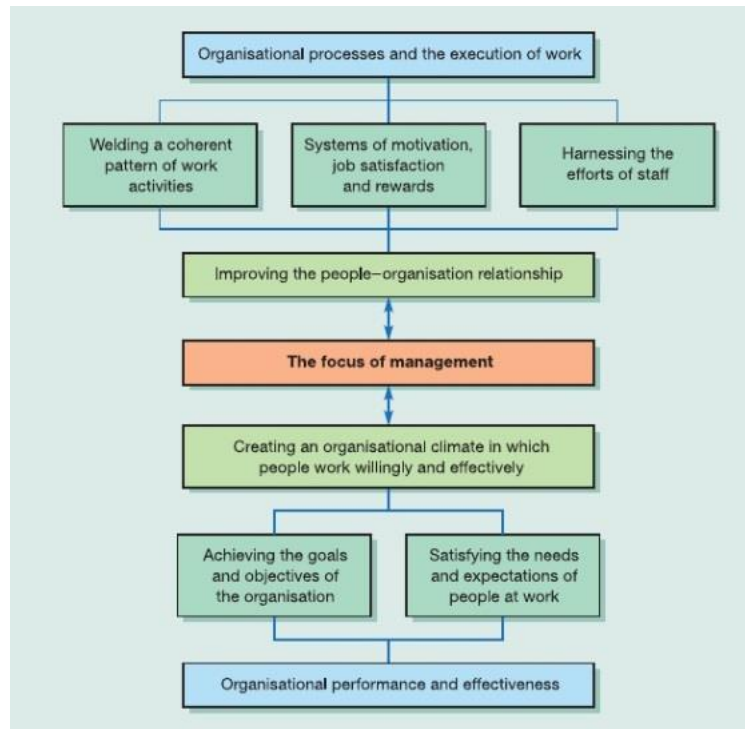 Organisational processes and the execution of work
Welding a coherent
pattern of work
activities
Systems of motivation,
job satisfaction
and rewards
Harnessing the
efforts of staff
Improving the people–organisation relationship
The focus of management
Creating an organisational climate in which
people work willingly and effectively
Achieving the goals
and objectives of
the organisation
Satisfying the needs
and expectations of
people at work
Organisational performance and effectiveness